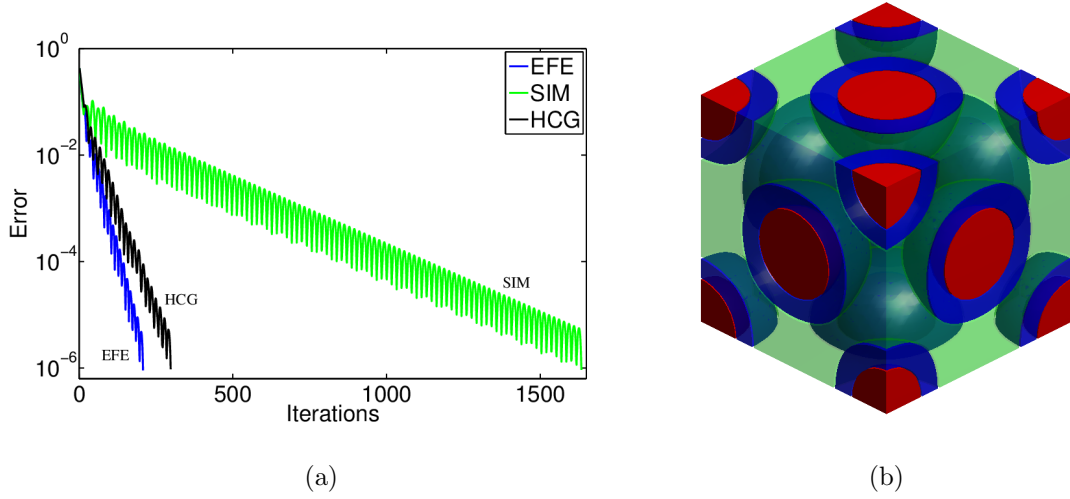 10^0
10^-2
10^-4
10^-6
Error
0 500 1000 1500
Iterations
EFE
SIM
HCG
SIM
HCG
EFE
(a) (b)